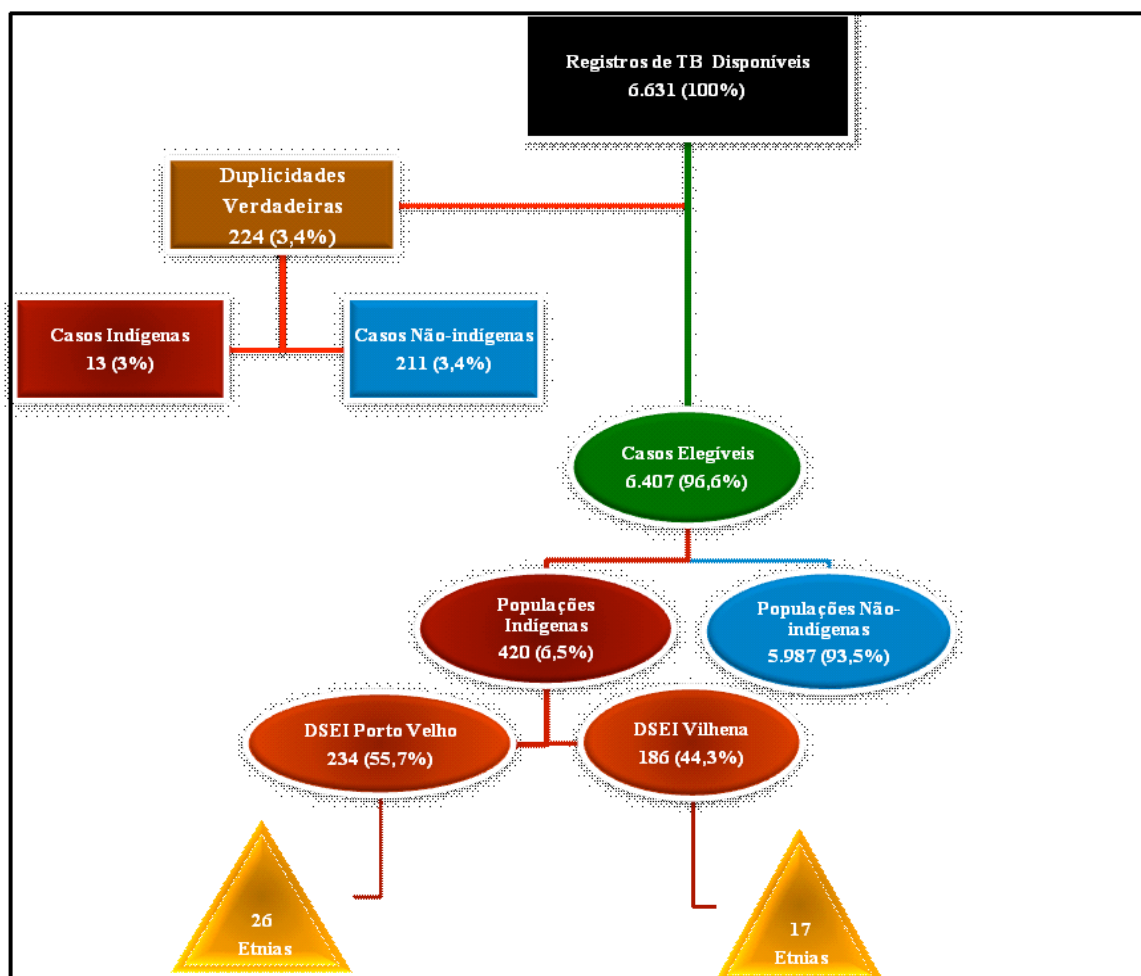 Registros de TB Disponíveis
6.631 (100%)
Duplicidades
Verdadeiras
224 (3,4%)
Casos Indígenas
13 (3%)
Casos Não-indígenas
211 (3,4%)
Casos Elegíveis
6.407 (96,6%)
Populações
Indígenas
420 (6,5%)
Populações Não-
indígenas
5.987 (93,5%)
DSEI Porto Velho
234 (55,7%)
DSEI Vilhena
186 (44,3%)
26
Etnias
17
Etnias